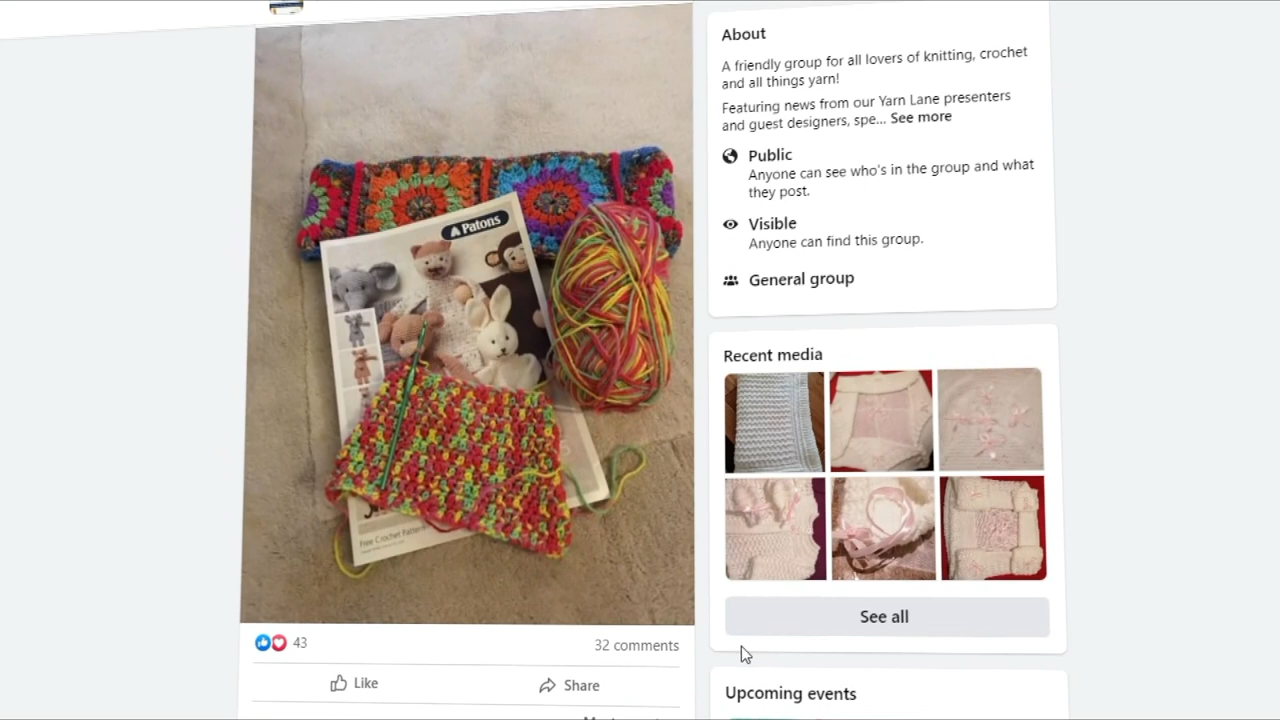 Patons
Free Crochet Pattern
43
32 comments
Like
Share
About
A friendly group for all lovers of knitting, crochet
and all things yarn!
Featuring news from our Yarn Lane presenters
and guest designers, spe... See more
Public
Anyone can see who's in the group and what
they post.
Visible
Anyone can find this group.
General group
Recent media
See all
Upcoming events